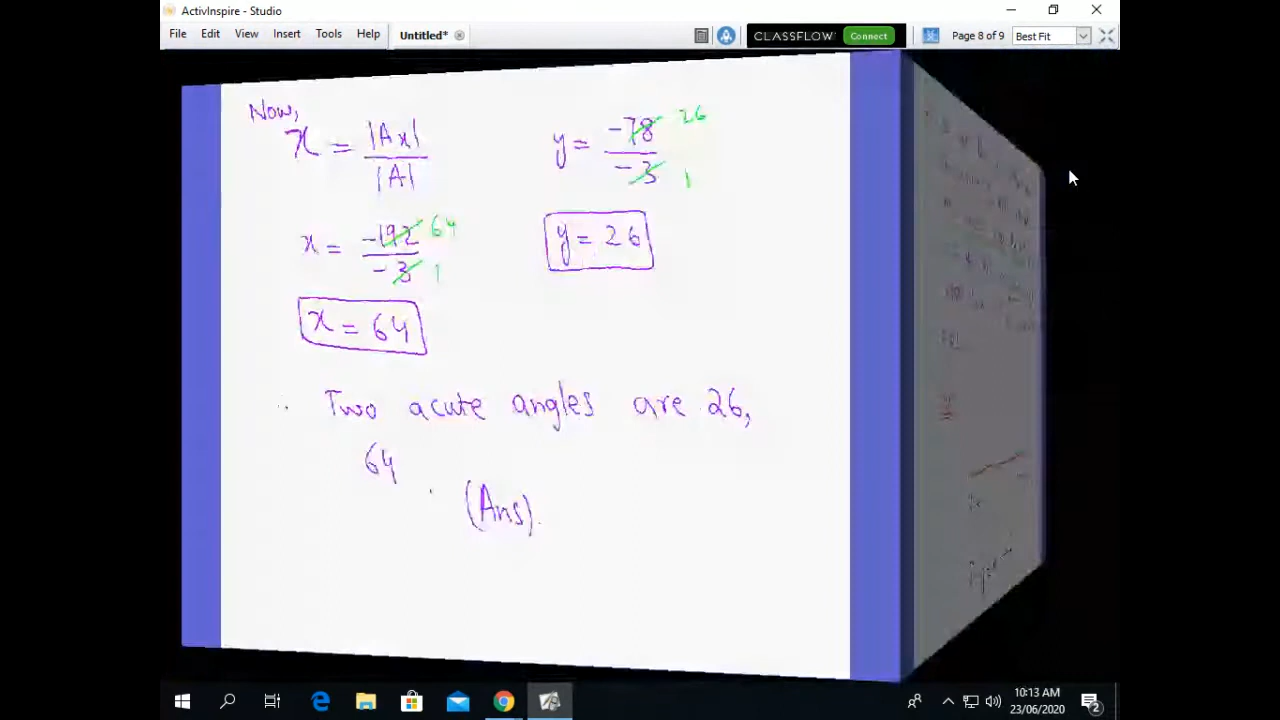 ActivInspire - Studio
File Edit View Insert Tools Help Untitled* CLASSFLOW Connect Page 8 of 9 Best Fit
Now,
x = |Ax| / |A|
y = -78 / -3 26 1
x = -192 / -3 64 1
y = 26
x = 64
Two acute angles are 26,
64
(Ans).
10:13 AM
23/06/2020
2